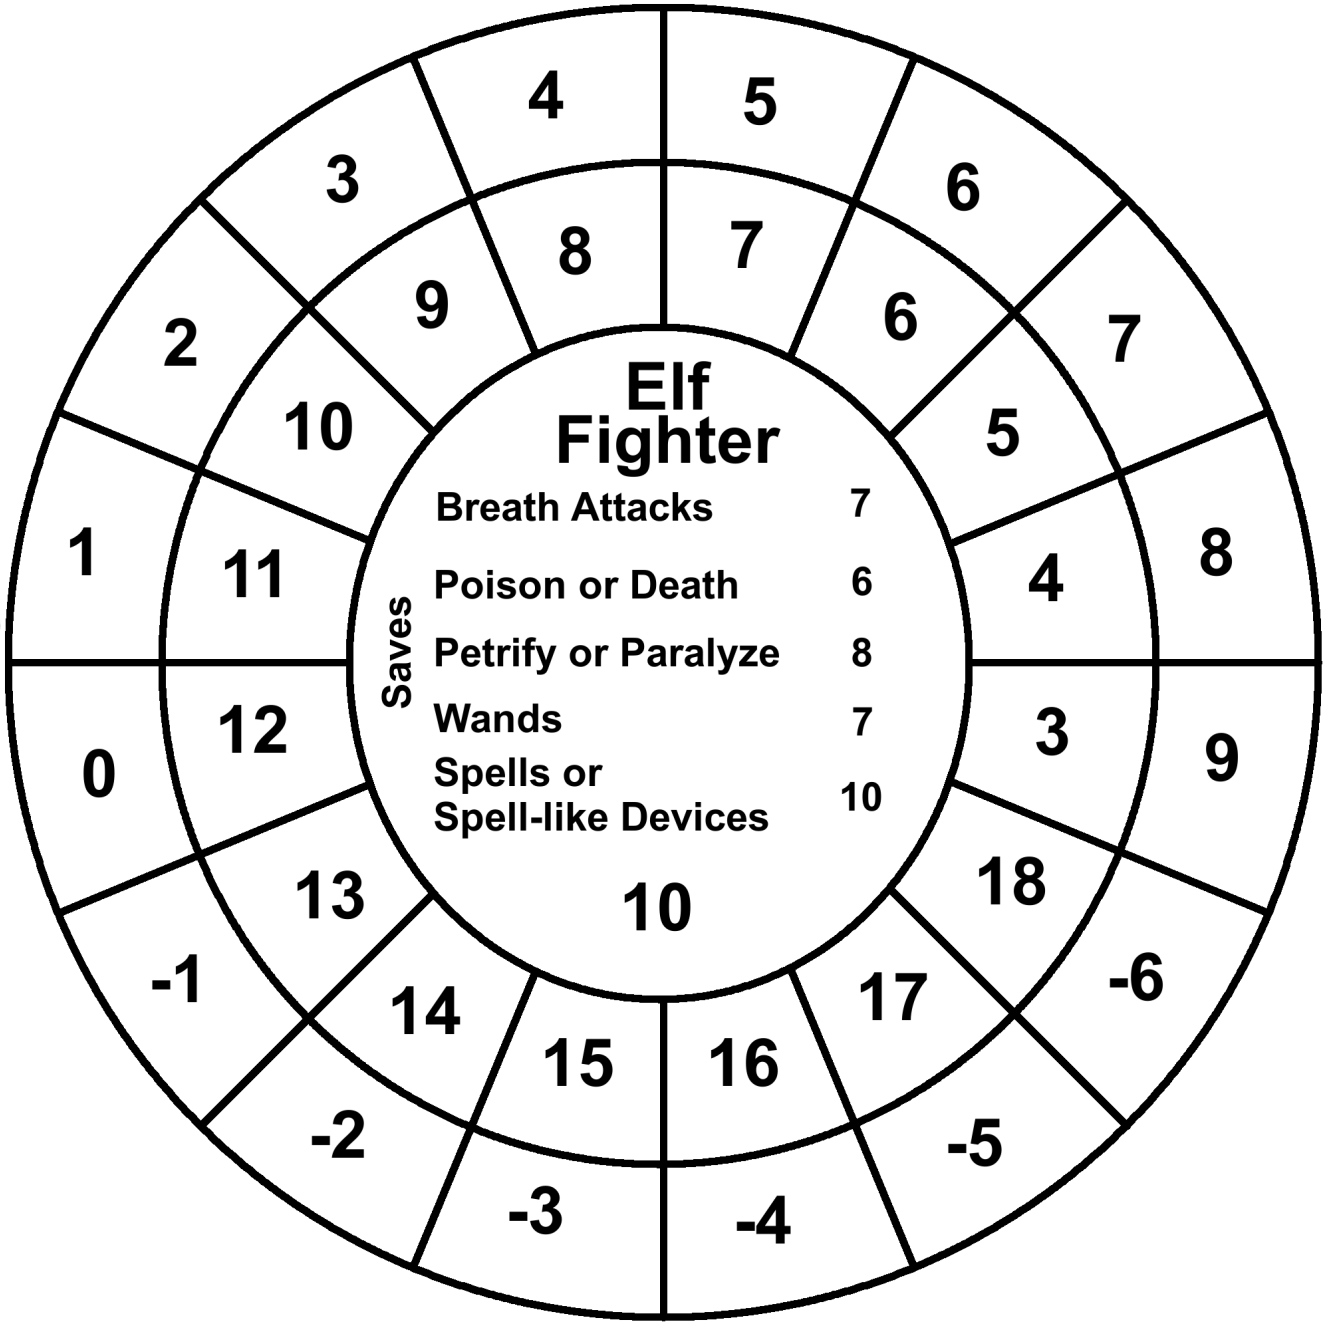 4 5
3 6
8 7
9 6
2 7
10 5
Elf
Fighter
Breath Attacks 7
1 11 4 8
Saves
Poison or Death 6
Petrify or Paralyze 8
Wands 7
0 12 3 9
Spells or
Spell-like Devices 10
13 18
10
-1 -6
14 17
15 16
-2 -5
-3 -4